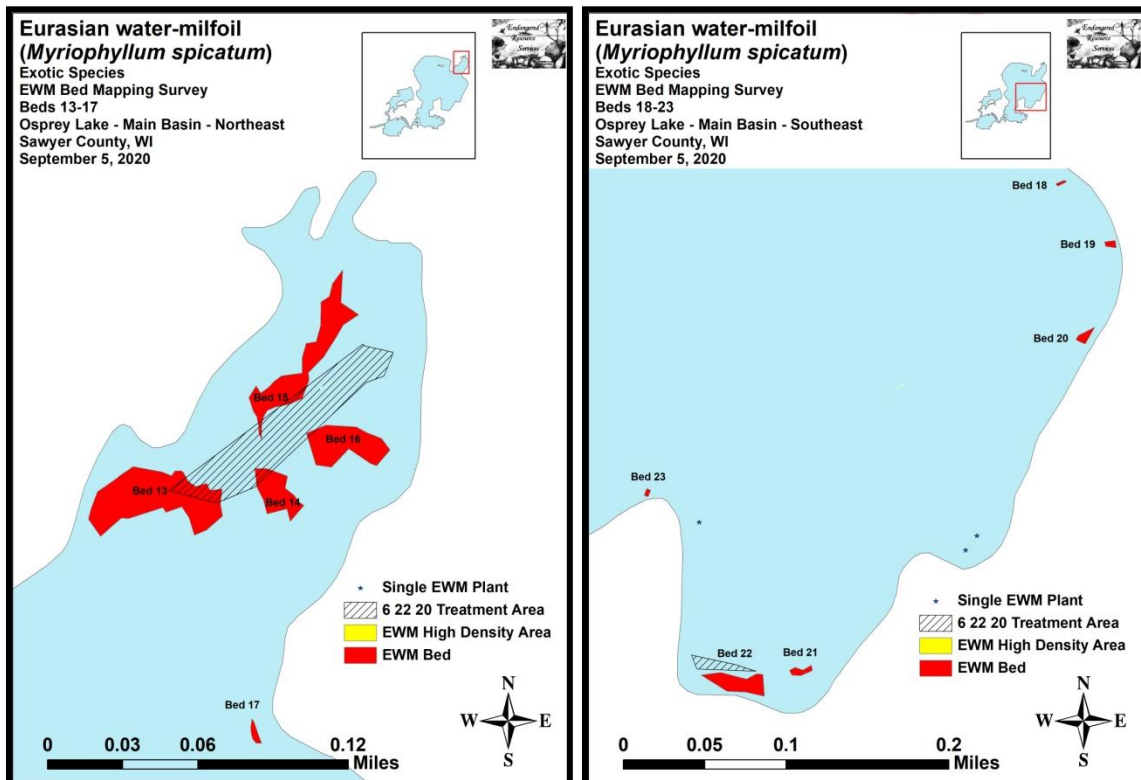 Eurasian water-milfoil
(Myriophyllum spicatum)
Exotic Species
EWM Bed Mapping Survey
Beds 13-17
Osprey Lake - Main Basin - Northeast
Sawyer County, WI
September 5, 2020
Endangered
Resource
Services
Bed 15
Bed 16
Bed 13
Bed 14
Single EWM Plant
6 22 20 Treatment Area
EWM High Density Area
EWM Bed
Bed 17
N
W
E
S
0
0.03
0.06
0.12
Miles
Eurasian water-milfoil
(Myriophyllum spicatum)
Exotic Species
EWM Bed Mapping Survey
Beds 18-23
Osprey Lake - Main Basin - Southeast
Sawyer County, WI
September 5, 2020
Endangered
Resource
Services
Bed 18
Bed 19
Bed 20
Bed 23
Single EWM Plant
6 22 20 Treatment Area
EWM High Density Area
EWM Bed
Bed 22
Bed 21
N
W
E
S
0
0.05
0.1
0.2
Miles